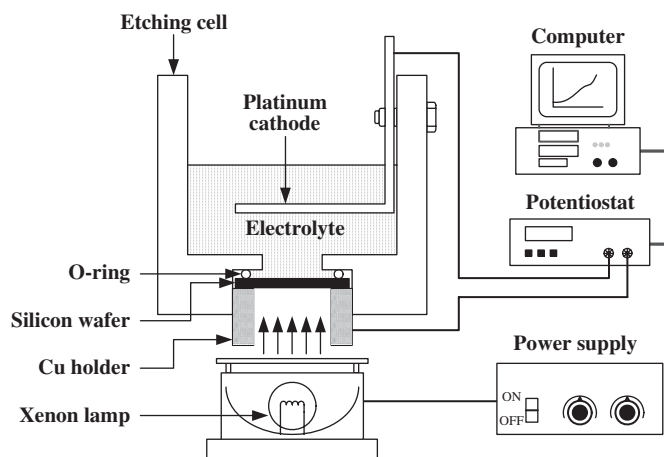 Etching cell
Computer
Platinum
cathode
Potentiostat
Electrolyte
O-ring
Silicon wafer
Cu holder
Power supply
ON
OFF
Xenon lamp